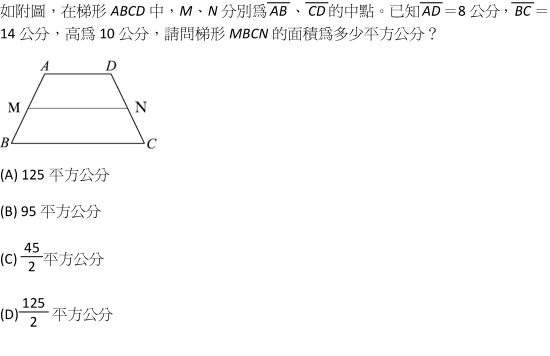 如附圖，在梯形 ABCD 中，M、N 分別為 AB、CD 的中點。已知 AD＝8 公分，BC＝
14 公分，高為 10 公分，請問梯形 MBCN 的面積為多少平方公分？
A D
M N
B C
(A) 125 平方公分
(B) 95 平方公分
(C) 45/2 平方公分
(D) 125/2 平方公分